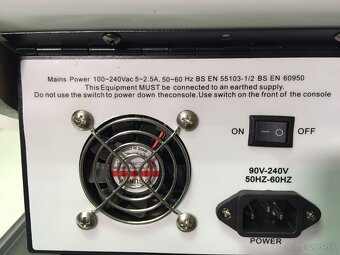 Mains Power 100~240Vac 5~2.5A, 50~60 Hz BS EN 55103-1/2 BS EN 60950
This Equipment MUST be connected to an earthed supply.
Do not use the switch to power down theconsole. Use switch on the front of the console
ON
OFF
90V-240V
50HZ-60HZ
POWER